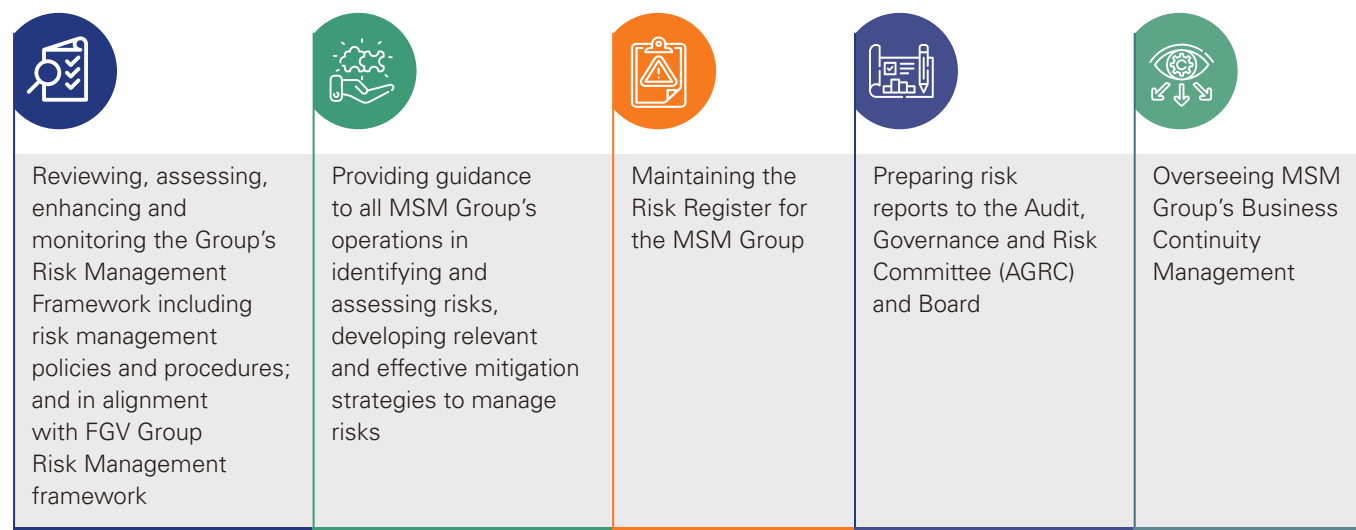 Reviewing, assessing,
enhancing and
monitoring the Group's
Risk Management
Framework including
risk management
policies and procedures;
and in alignment
with FGV Group
Risk Management
framework
Providing guidance
to all MSM Group's
operations in
identifying and
assessing risks,
developing relevant
and effective mitigation
strategies to manage
risks
Maintaining the
Risk Register for
the MSM Group
Preparing risk
reports to the Audit,
Governance and Risk
Committee (AGRC)
and Board
Overseeing MSM
Group's Business
Continuity
Management